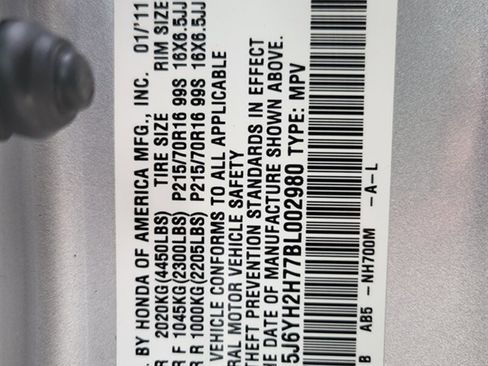 . BY HONDA OF AMERICA MFG., INC. 01/'11
R 2020KG(4450LBS) TIRE SIZE RIM SIZE
R F 1045KG(2300LBS) P215/70R16 99S 16X6.5JJ
R R 1000KG(2205LBS) P215/70R16 99S 16X6.5JJ
VEHICLE CONFORMS TO ALL APPLICABLE
RAL MOTOR VEHICLE SAFETY
THEFT PREVENTION STANDARDS IN EFFECT
HE DATE OF MANUFACTURE SHOWN ABOVE.
5J6YH2H77BL002980 TYPE: MPV
B AB5 -NH700M -A-L